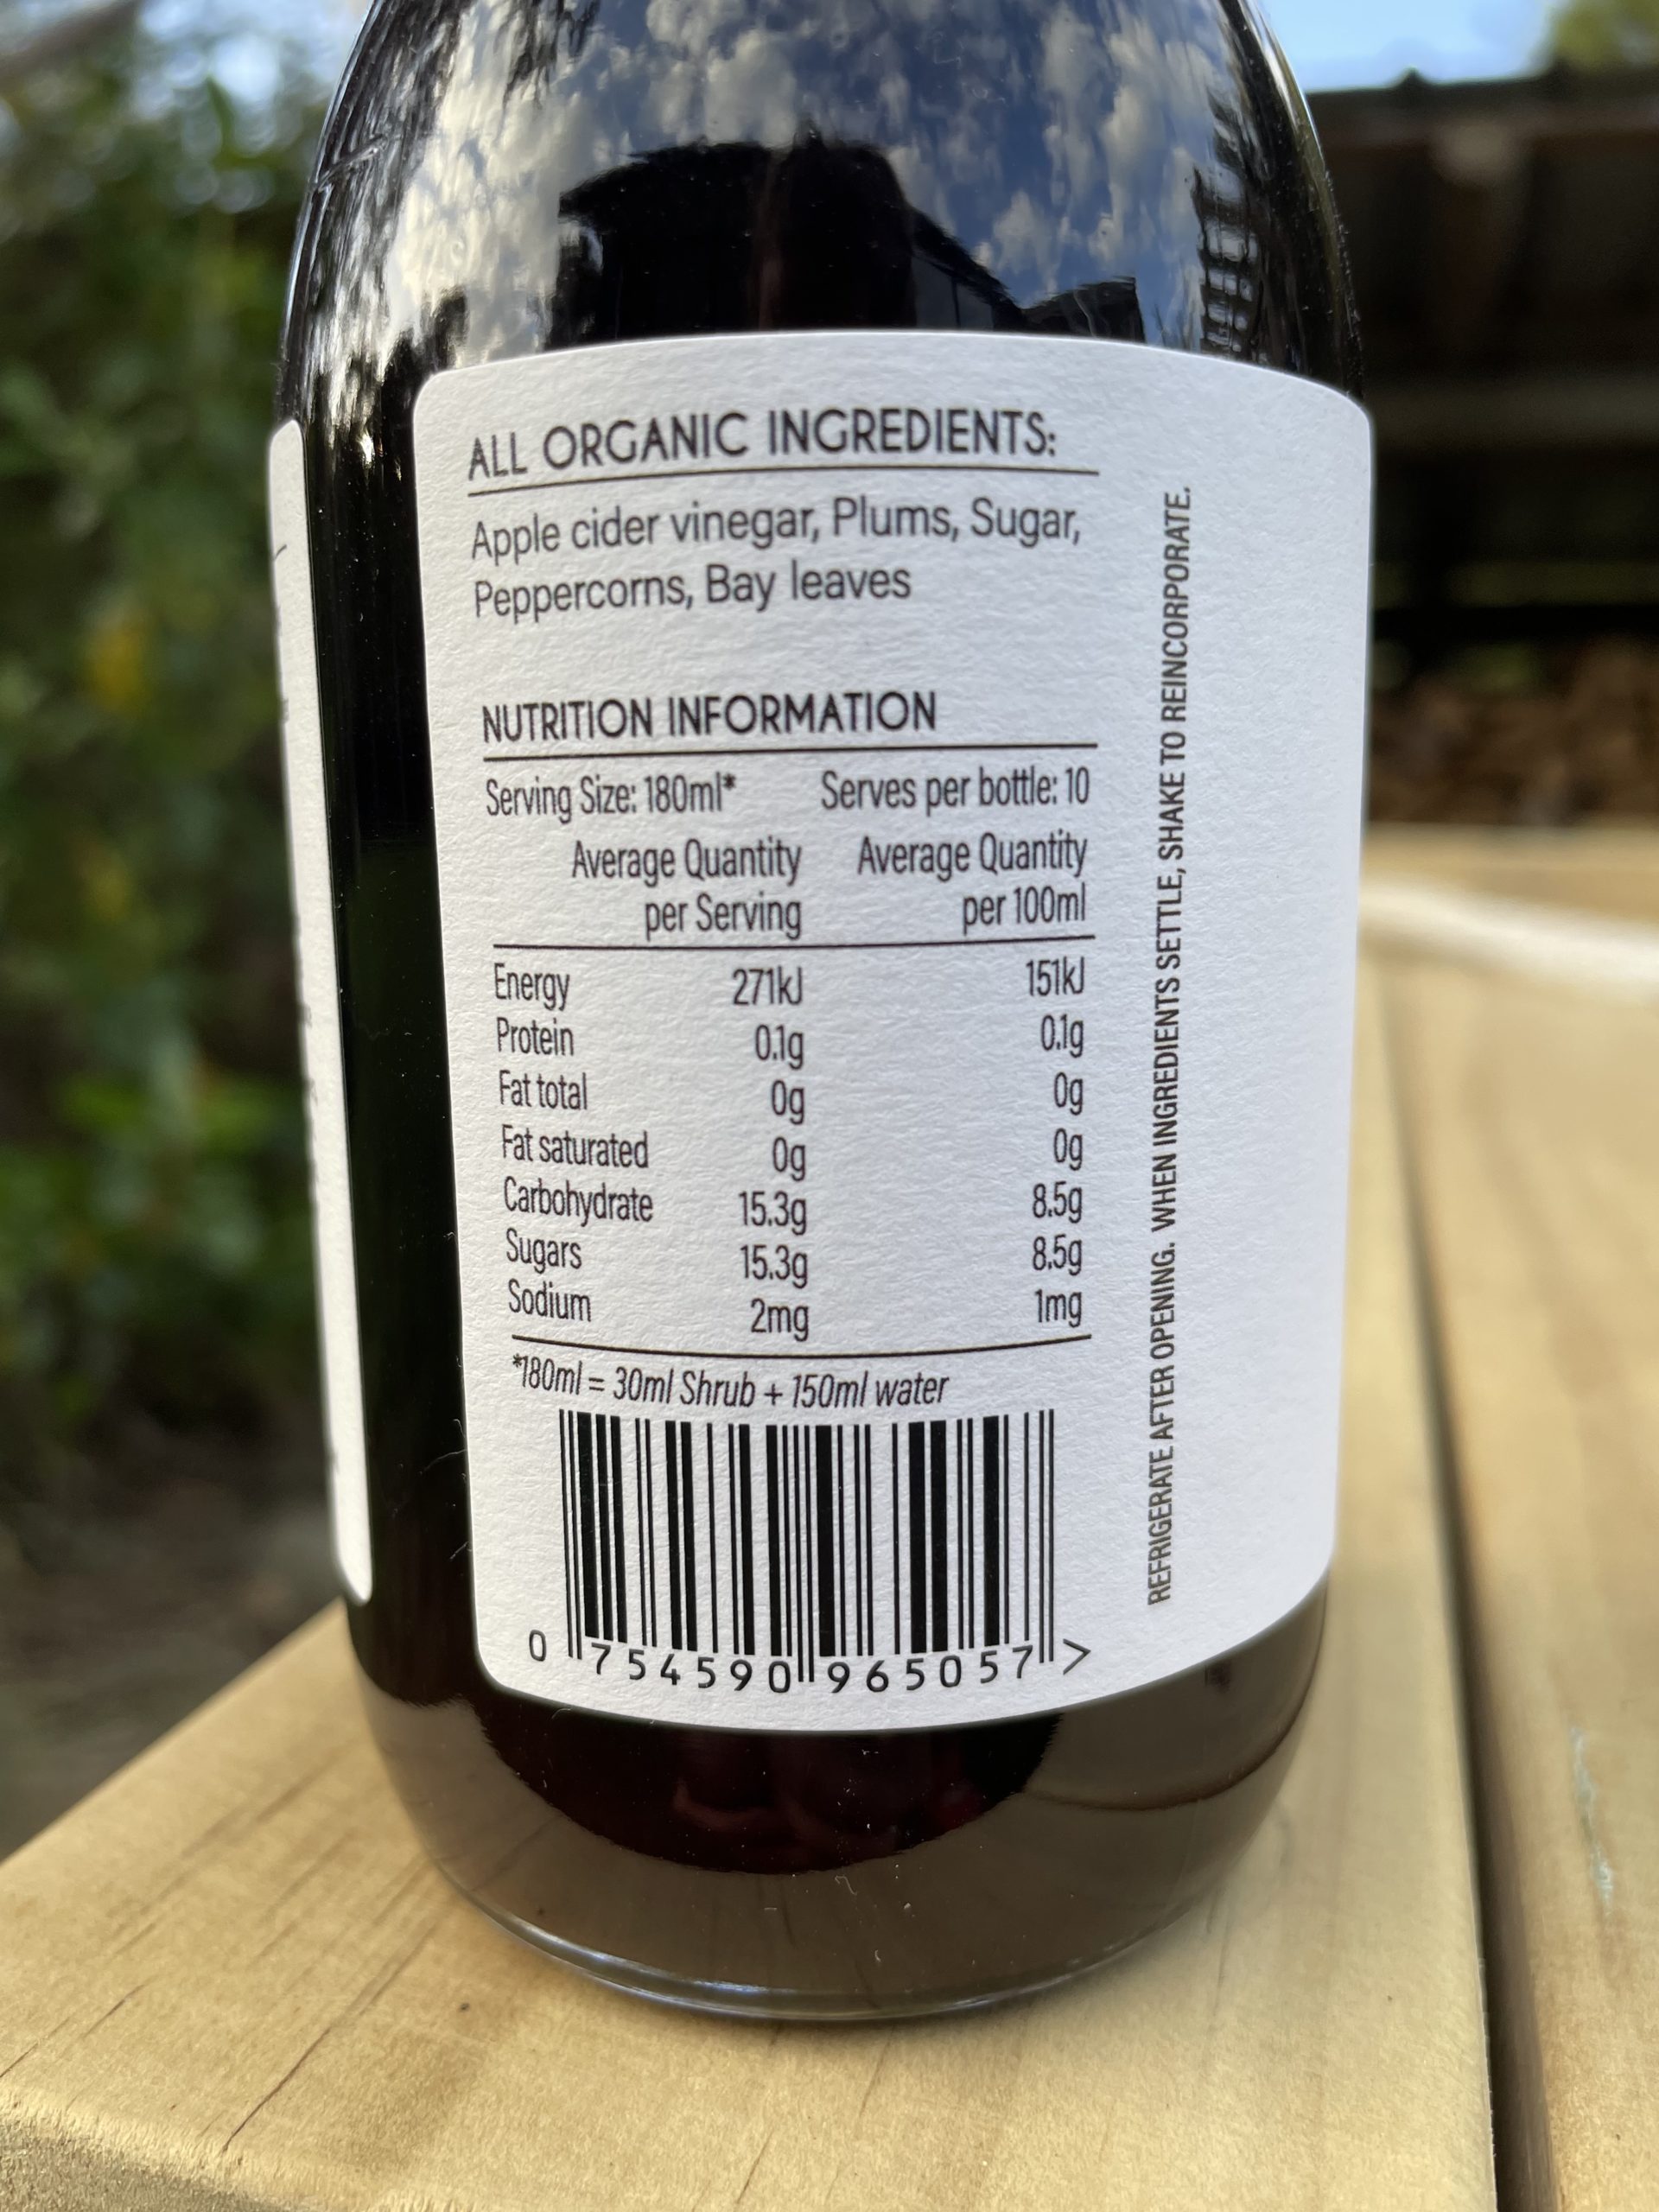 ALL ORGANIC INGREDIENTS:
Apple cider vinegar, Plums, Sugar,
Peppercorns, Bay leaves
NUTRITION INFORMATION
Serving Size: 180ml* Serves per bottle: 10
Average Quantity Average Quantity
per Serving per 100ml
Energy 271kJ 151kJ
Protein 0.1g 0.1g
Fat total 0g 0g
Fat saturated 0g 0g
Carbohydrate 15.3g 8.5g
Sugars 15.3g 8.5g
Sodium 2mg 1mg
*180ml = 30ml Shrub + 150ml water
0 754590 965057 >
REFRIGERATE AFTER OPENING. WHEN INGREDIENTS SETTLE, SHAKE TO REINCORPORATE.